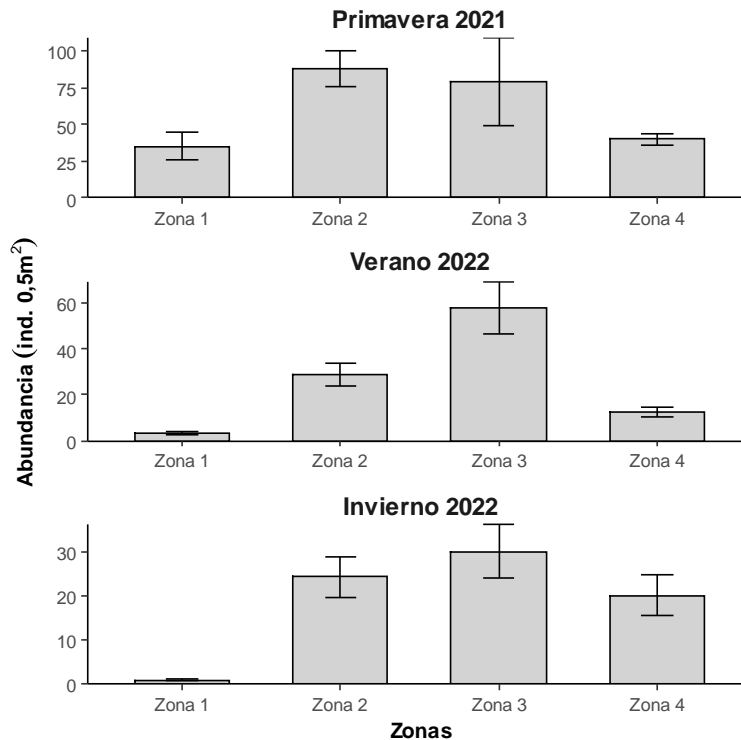 Primavera 2021
100
75
50
25
0
Zona 1 Zona 2 Zona 3 Zona 4
Verano 2022
60
40
20
0
Zona 1 Zona 2 Zona 3 Zona 4
Invierno 2022
30
20
10
0
Zona 1 Zona 2 Zona 3 Zona 4
Zonas
Abundancia (ind. 0,5m²)